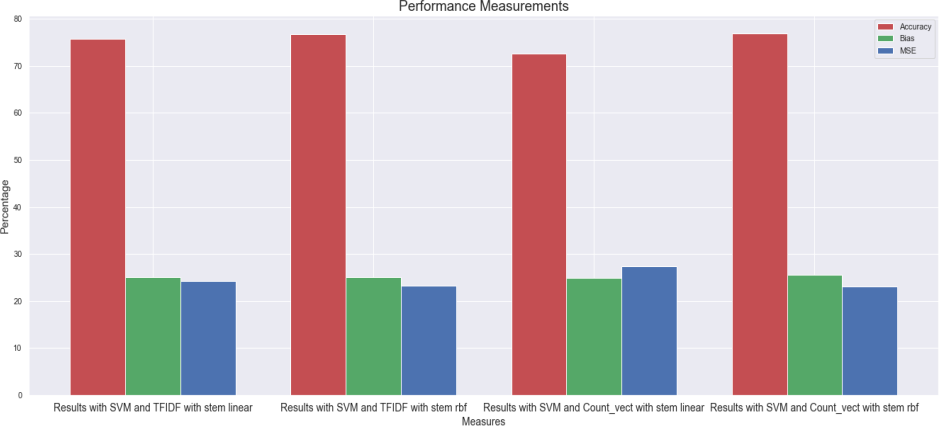 Performance Measurements
Accuracy
Bias
MSE
80
70
60
50
40
30
20
10
0
Percentage
Results with SVM and TFIDF with stem linear
Results with SVM and TFIDF with stem rbf
Results with SVM and Count_vect with stem linear
Results with SVM and Count_vect with stem rbf
Measures